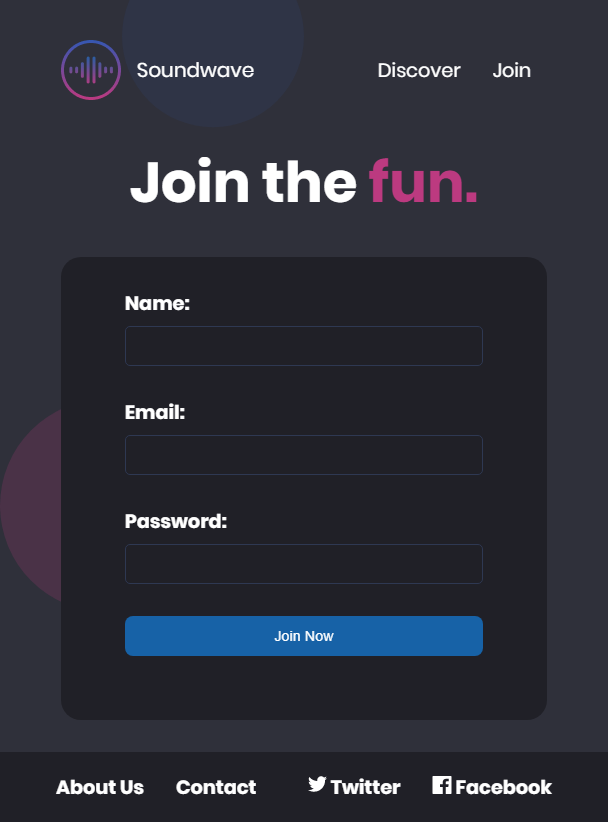 Soundwave Discover Join
Join the fun.
Name:
Email:
Password:
Join Now
About Us Contact Twitter Facebook